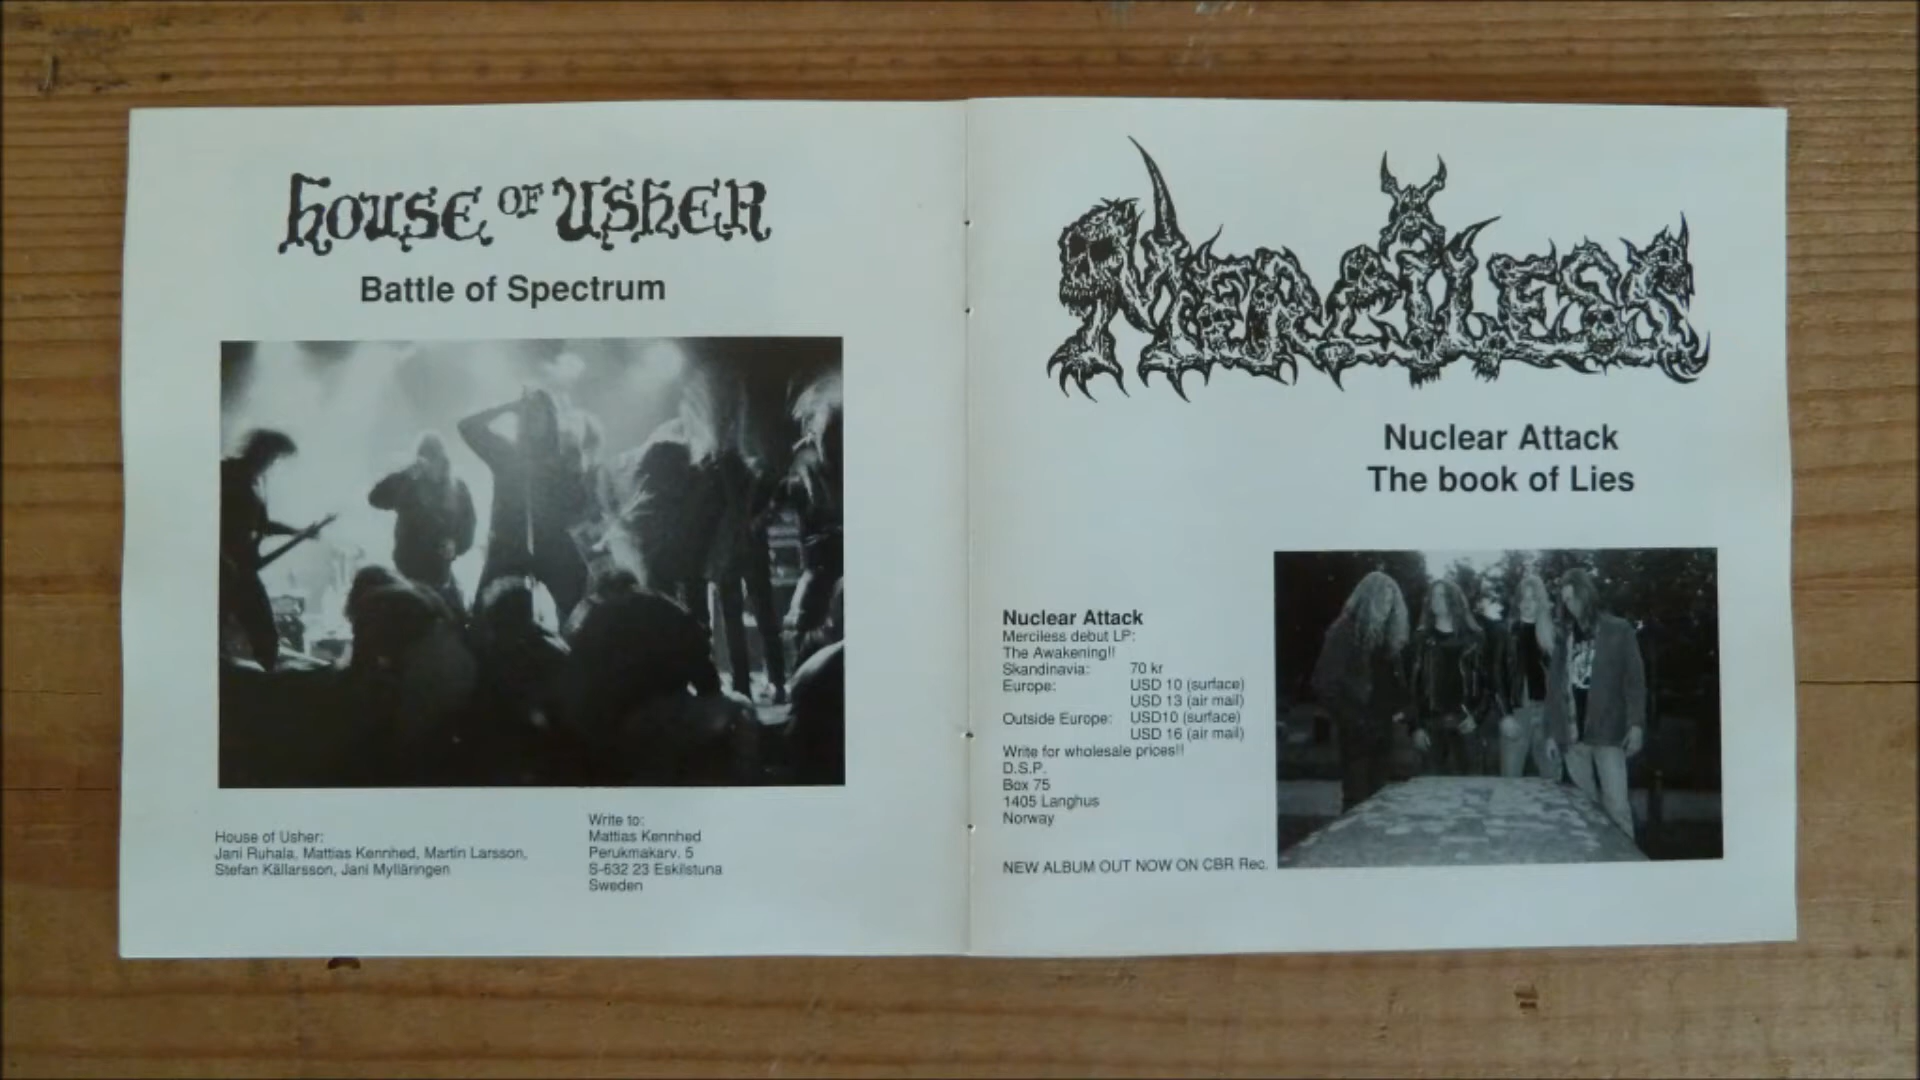 HOUSE OF USHER
Battle of Spectrum
House of Usher:
Jani Ruhala, Mattias Kennhed, Martin Larsson,
Stefan Källarsson, Jani Mylläringen
Write to:
Mattias Kennhed
Perukmakarv. 5
S-632 23 Eskilstuna
Sweden
MERCILESS
Nuclear Attack
The book of Lies
Nuclear Attack
Merciless debut LP:
The Awakening!!
Skandinavia: 70 kr
Europe: USD 10 (surface)
USD 13 (air mail)
Outside Europe: USD10 (surface)
USD 16 (air mail)
Write for wholesale prices!!
D.S.P.
Box 75
1405 Langhus
Norway
NEW ALBUM OUT NOW ON CBR Rec.